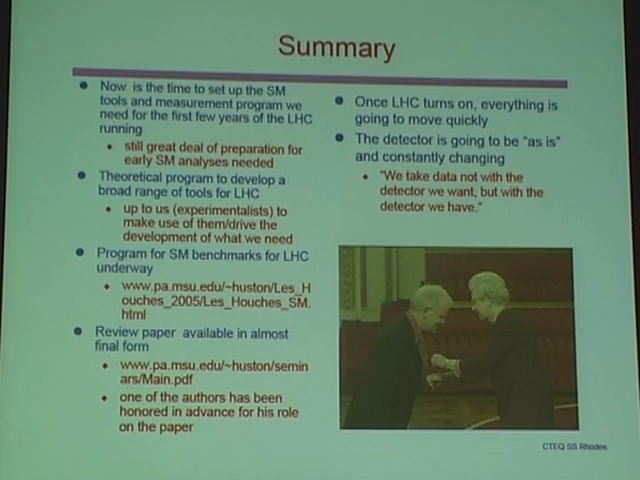 Summary
Now is the time to set up the SM
tools and measurement program we
need for the first few years of the LHC
running
still great deal of preparation for
early SM analyses needed
Theoretical program to develop a
broad range of tools for LHC
up to us (experimentalists) to
make use of them/drive the
development of what we need
Program for SM benchmarks for LHC
underway
www.pa.msu.edu/~huston/Les_H
ouches_2005/Les_Houches_SM.
html
Review paper available in almost
final form
www.pa.msu.edu/~huston/semin
ars/Main.pdf
one of the authors has been
honored in advance for his role
on the paper
Once LHC turns on, everything is
going to move quickly
The detector is going to be "as is"
and constantly changing
"We take data not with the
detector we want, but with the
detector we have."
CTEQ SS Rhodes